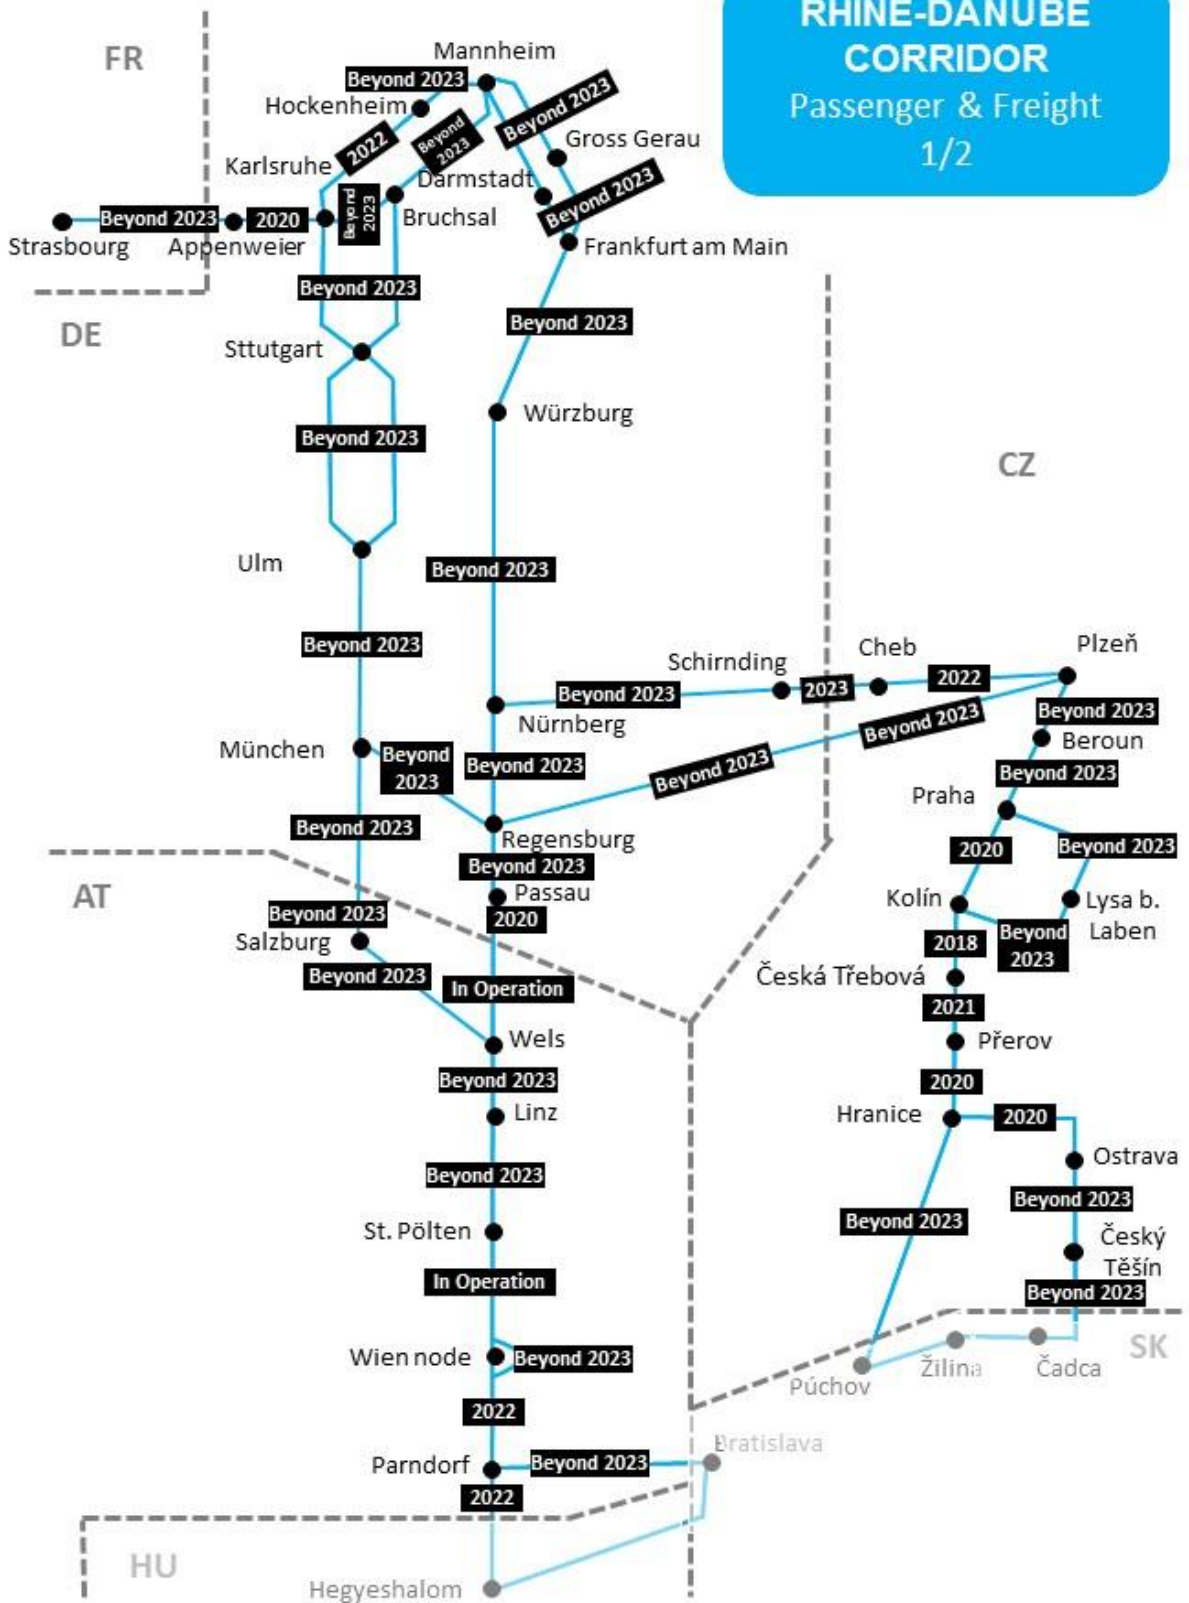 RHINE-DANUBE
CORRIDOR
Passenger & Freight
1/2
FR
Mannheim
Beyond 2023
Hockenheim
2022
Beyond
2023
Beyond 2023
Gross Gerau
Karlsruhe
Darmstadt
Beyond 2023
Beyond
2023
Bruchsal
Beyond 2023
2020
Strasbourg
Appenweier
Frankfurt am Main
Beyond 2023
Beyond 2023
DE
Sttutgart
Würzburg
Beyond 2023
CZ
Ulm
Beyond 2023
Beyond 2023
Schirnding
Cheb
Plzeň
Beyond 2023
2023
2022
Nürnberg
Beyond 2023
Beyond 2023
Beroun
München
Beyond
2023
Beyond 2023
Beyond 2023
Beyond 2023
Praha
Beyond 2023
Regensburg
2020
Beyond 2023
Beyond 2023
AT
Passau
Kolín
Lysa b.
Laben
Beyond 2023
2020
Salzburg
2018
Beyond
2023
Beyond 2023
Česká Třebová
In Operation
2021
Wels
Přerov
Beyond 2023
2020
Linz
Hranice
2020
Ostrava
Beyond 2023
Beyond 2023
St. Pölten
Beyond 2023
Český
Těšín
In Operation
Beyond 2023
Wien node
Beyond 2023
SK
Púchov
Žilina
Čadca
2022
Bratislava
Parndorf
Beyond 2023
2022
HU
Hegyeshalom